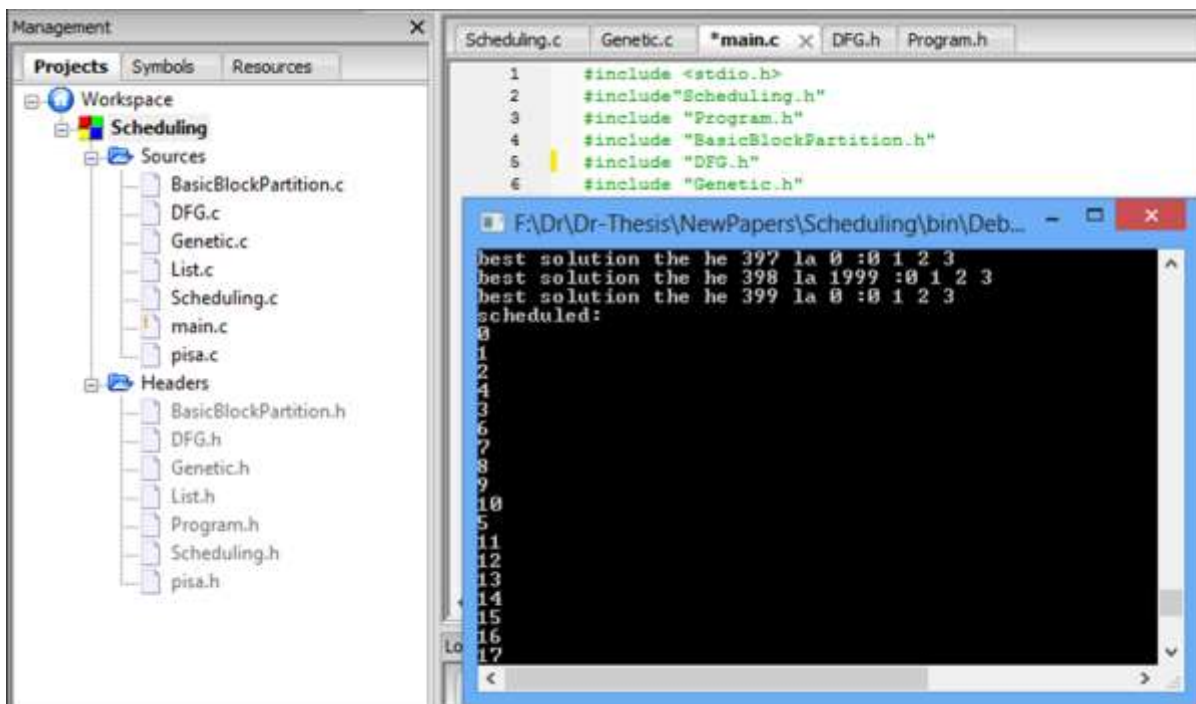 Management
Projects Symbols Resources
Workspace
Scheduling
Sources
BasicBlockPartition.c
DFG.c
Genetic.c
List.c
Scheduling.c
main.c
pisa.c
Headers
BasicBlockPartition.h
DFG.h
Genetic.h
List.h
Program.h
Scheduling.h
pisa.h
Scheduling.c Genetic.c *main.c DFG.h Program.h
1 #include <stdio.h>
2 #include"Scheduling.h"
3 #include "Program.h"
4 #include "BasicBlockPartition.h"
5 #include "DFG.h"
6 #include "Genetic.h"
F:\Dr\Dr-Thesis\NewPapers\Scheduling\bin\Deb...
best solution the he 397 la 0 :0 1 2 3
best solution the he 398 la 1999 :0 1 2 3
best solution the he 399 la 0 :0 1 2 3
scheduled:
0
1
2
4
3
6
7
8
9
10
5
11
12
13
14
15
16
17
Lo